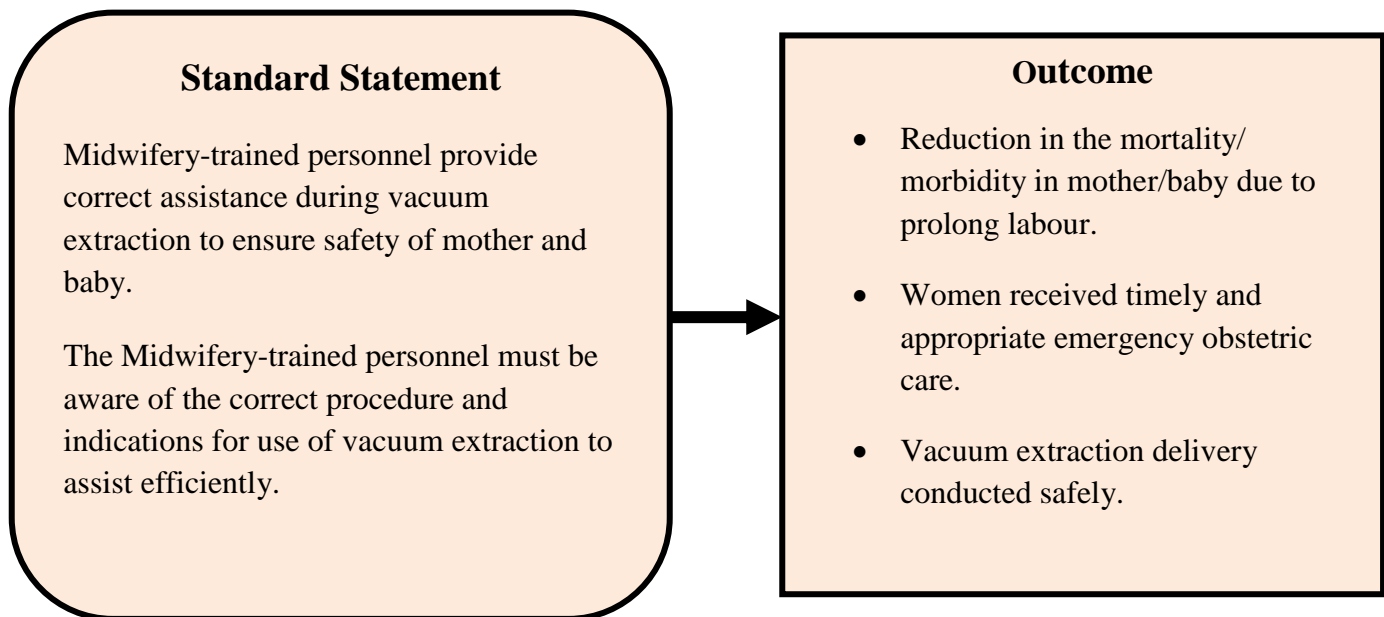 Standard Statement
Midwifery-trained personnel provide
correct assistance during vacuum
extraction to ensure safety of mother and
baby.
The Midwifery-trained personnel must be
aware of the correct procedure and
indications for use of vacuum extraction to
assist efficiently.
Outcome
• Reduction in the mortality/
morbidity in mother/baby due to
prolong labour.
• Women received timely and
appropriate emergency obstetric
care.
• Vacuum extraction delivery
conducted safely.